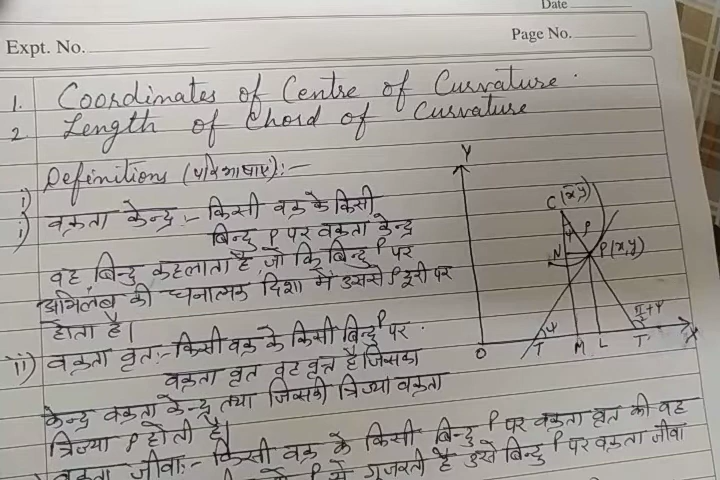 Date
Expt. No.
Page No.
1. Coordinates of Centre of Curvature.
2. Length of Chord of Curvature
Definitions (परिभाषाएं):-
i)
i) वक्रता केन्द्र:- किसी वक्र के किसी
बिन्दु P पर वक्रता केन्द्र
वह बिन्दु कहलाता है, जो कि बिन्दु P पर
अभिलंब की धनात्मक दिशा में उससे ρ दूरी पर
होता है।
ii) वक्रता वृत:- किसी वक्र के किसी बिन्दु P पर
वक्रता वृत वह वृत्त है जिसका
केन्द्र वक्रता केन्द्र तथा जिसकी त्रिज्या वक्रता
त्रिज्या ρ होती है।
वक्रता जीवा:- किसी वक्र के किसी बिन्दु P पर वक्रता वृत की वह
P से गुजरती है उसे बिन्दु P पर वक्रता जीवा
Y
C(x̄,ȳ)
ψ ρ
N P(x,y)
ψ π/2+ψ
O T M L T' X